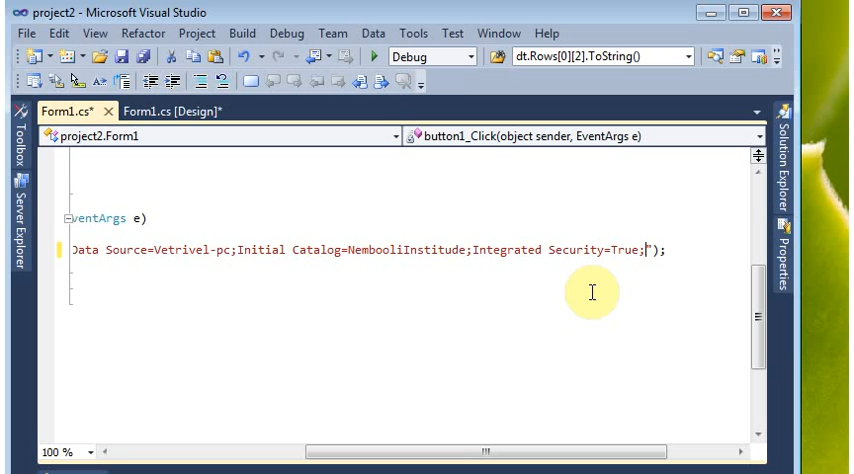 project2 - Microsoft Visual Studio
File Edit View Refactor Project Build Debug Team Data Tools Test Window Help
Debug dt.Rows[0][2].ToString()
Form1.cs* Form1.cs [Design]*
project2.Form1 button1_Click(object sender, EventArgs e)
ventArgs e)
Data Source=Vetrivel-pc;Initial Catalog=NembooliInstitude;Integrated Security=True;");
100 %
Toolbox
Server Explorer
Solution Explorer
Properties